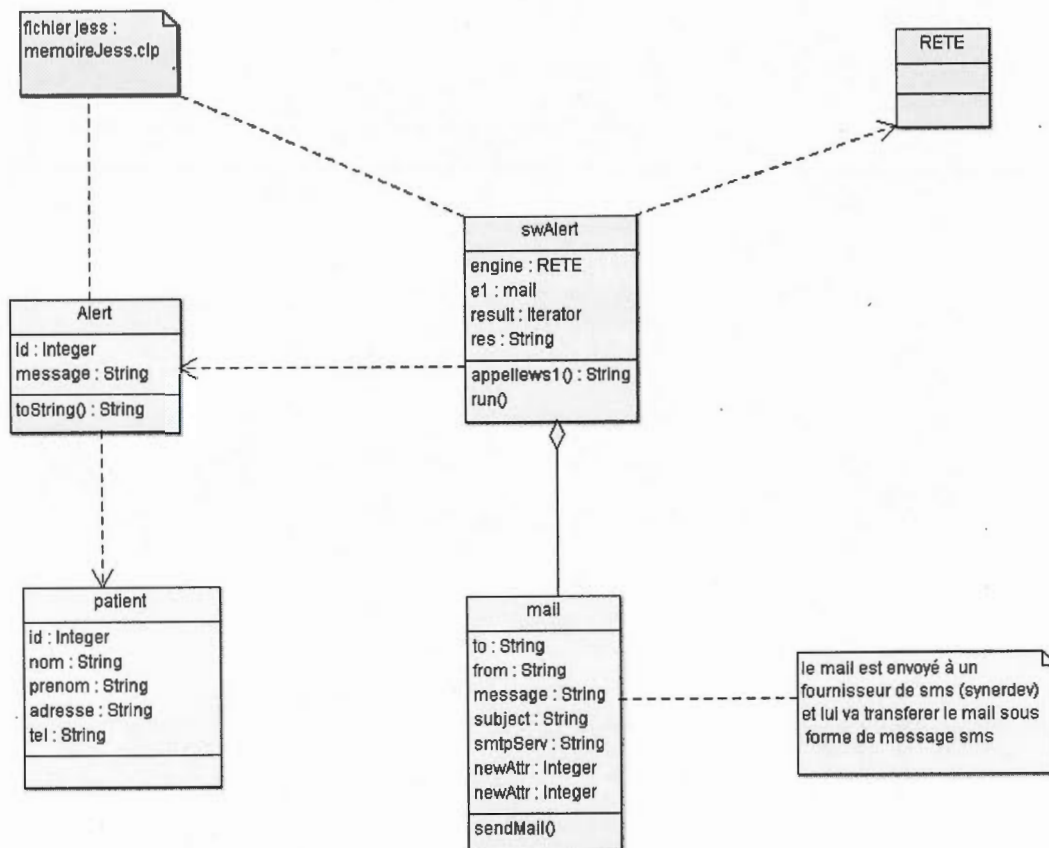 fichier jess :
memoireJess.clp
RETE
swAlert
engine : RETE
e1 : mail
result : Iterator
res : String
appellews1() : String
run()
Alert
id : Integer
message : String
toString() : String
patient
id : Integer
nom : String
prenom : String
adresse : String
tel : String
mail
to : String
from : String
message : String
subject : String
smtpServ : String
newAttr : Integer
newAttr : Integer
sendMail()
le mail est envoyé à un
fournisseur de sms (synerdev)
et lui va transferer le mail sous
forme de message sms